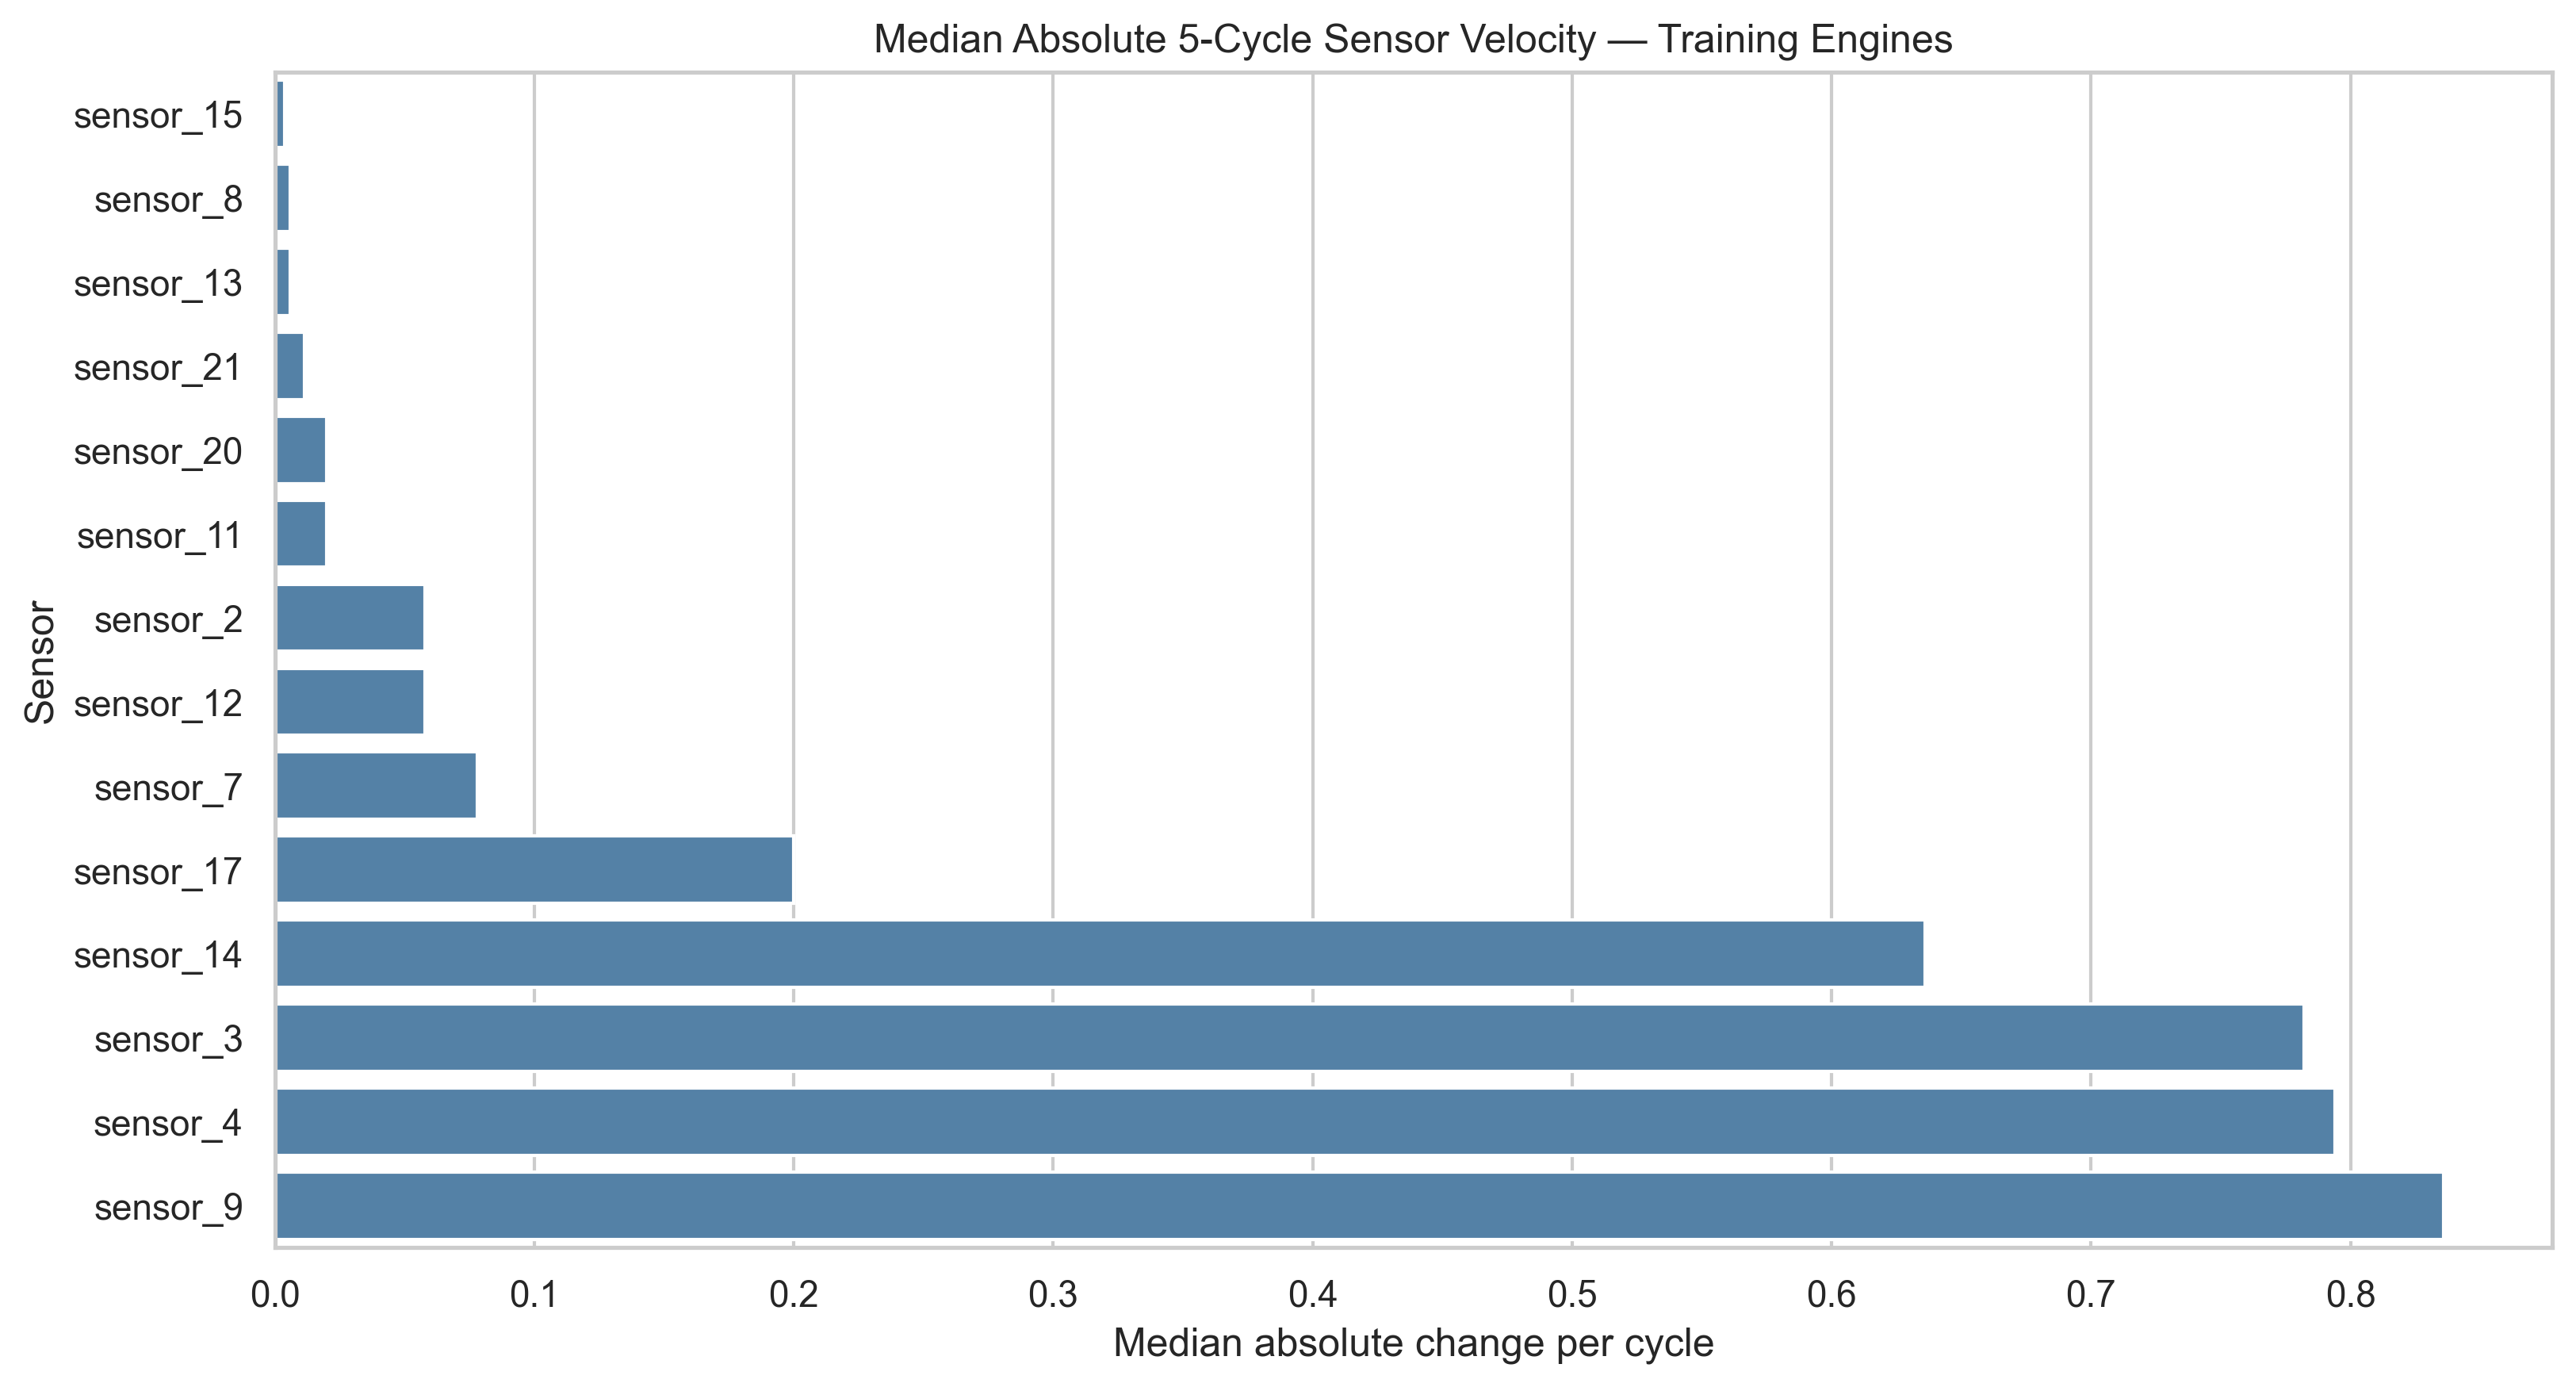 Median Absolute 5-Cycle Sensor Velocity — Training Engines
Sensor
sensor_15
sensor_8
sensor_13
sensor_21
sensor_20
sensor_11
sensor_2
sensor_12
sensor_7
sensor_17
sensor_14
sensor_3
sensor_4
sensor_9
0.0 0.1 0.2 0.3 0.4 0.5 0.6 0.7 0.8
Median absolute change per cycle